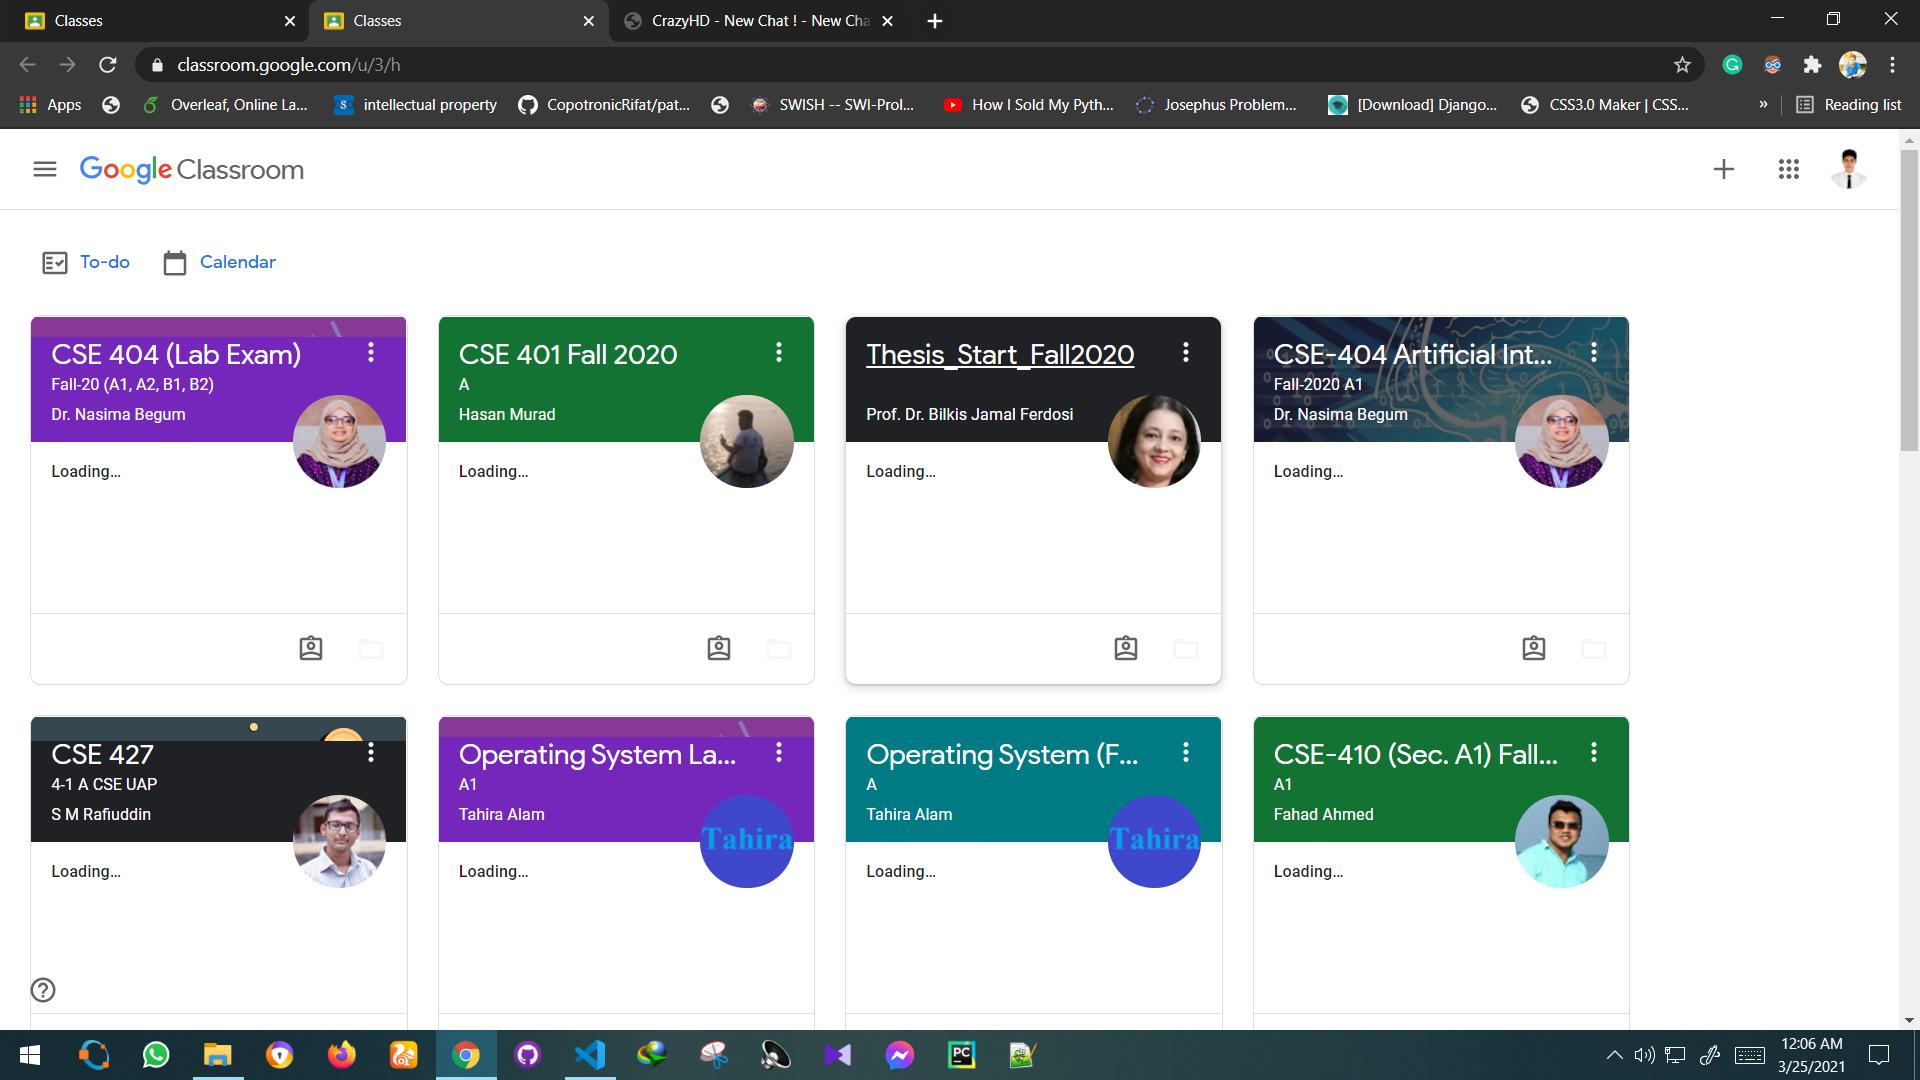 Classes
Classes
CrazyHD - New Chat ! - New Cha
classroom.google.com/u/3/h
Apps
Overleaf, Online La...
S
intellectual property
CopotronicRifat/pat...
SWISH -- SWI-Prol...
How I Sold My Pyth...
Josephus Problem...
[Download] Django...
CSS3.0 Maker | CSS...
»
Reading list
Google Classroom
To-do
Calendar
CSE 404 (Lab Exam)
Fall-20 (A1, A2, B1, B2)
Dr. Nasima Begum
Loading...
CSE 401 Fall 2020
A
Hasan Murad
Loading...
Thesis_Start_Fall2020
Prof. Dr. Bilkis Jamal Ferdosi
Loading...
CSE-404 Artificial Int...
Fall-2020 A1
Dr. Nasima Begum
Loading...
CSE 427
4-1 A CSE UAP
S M Rafiuddin
Loading...
Operating System La...
A1
Tahira Alam
Tahira
Loading...
Operating System (F...
A
Tahira Alam
Tahira
Loading...
CSE-410 (Sec. A1) Fall...
A1
Fahad Ahmed
Loading...
PC
12:06 AM
3/25/2021